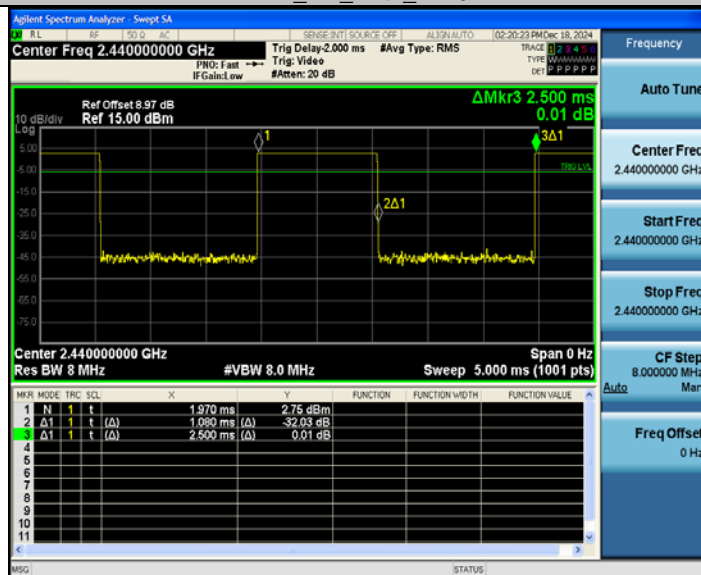 Agilent Spectrum Analyzer - Swept SA
RL RF 50 Ω AC SENSE:INT SOURCE OFF ALIGN AUTO 02:20:23 PM Dec 18, 2024
Center Freq 2.440000000 GHz
PNO: Fast
IFGain:Low
Trig Delay-2.000 ms
Trig: Video
#Atten: 20 dB
#Avg Type: RMS
TRACE 1 2 3 4 5 6
TYPE W
DET P P P P P P
Ref Offset 8.97 dB
10 dB/div Ref 15.00 dBm
Log
ΔMkr3 2.500 ms
0.01 dB
5.00
-5.00
-15.0
-25.0
-35.0
-45.0
-55.0
-65.0
-75.0
1
2Δ1
3Δ1
TRIG LVL
Center 2.440000000 GHz Span 0 Hz
Res BW 8 MHz #VBW 8.0 MHz Sweep 5.000 ms (1001 pts)
MKR MODE TRC SCL X Y FUNCTION FUNCTION WIDTH FUNCTION VALUE
1 N 1 t 1.970 ms 2.75 dBm
2 Δ1 1 t (Δ) 1.080 ms (Δ) -32.03 dB
3 Δ1 1 t (Δ) 2.500 ms (Δ) 0.01 dB
4
5
6
7
8
9
10
11
MSG STATUS
Frequency
Auto Tune
Center Freq
2.440000000 GHz
Start Freq
2.440000000 GHz
Stop Freq
2.440000000 GHz
CF Step
8.000000 MHz
Auto Man
Freq Offset
0 Hz